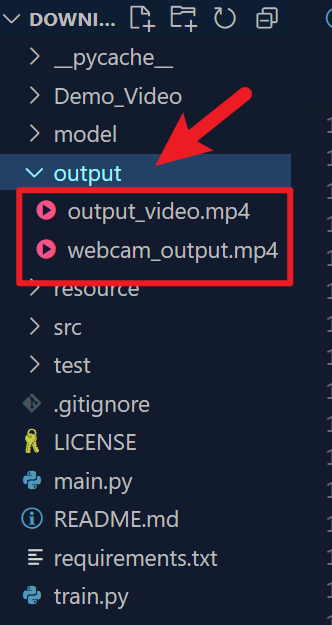 DOWNL...
__pycache__
Demo_Video
model
output
output_video.mp4
webcam_output.mp4
resource
src
test
.gitignore
LICENSE
main.py
README.md
requirements.txt
train.py